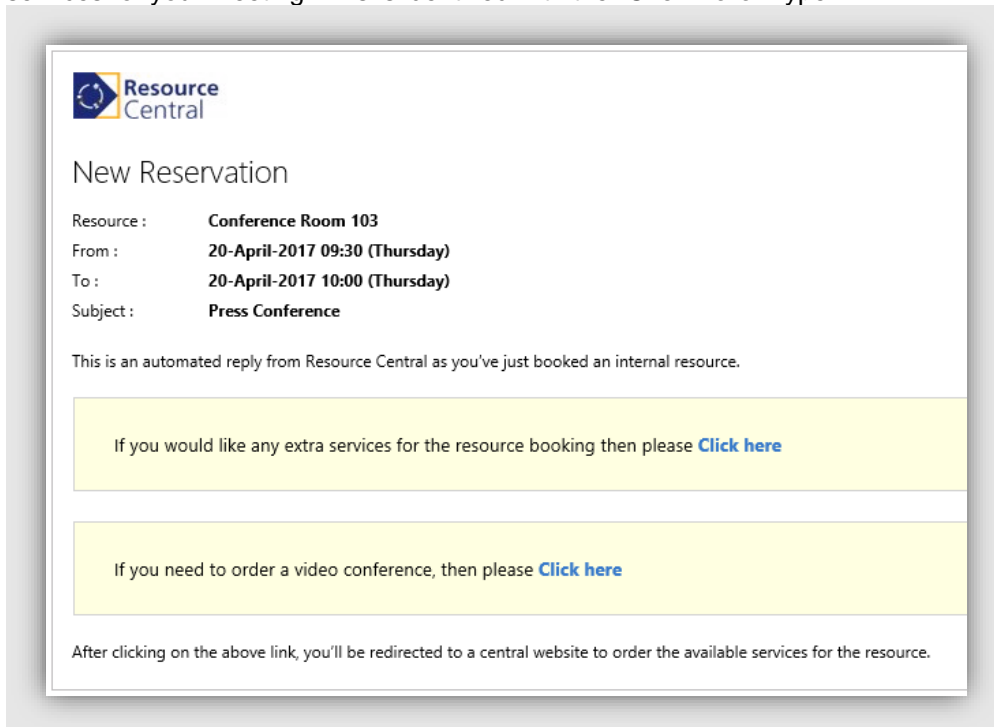 Resource
Central
New Reservation
Resource : Conference Room 103
From : 20-April-2017 09:30 (Thursday)
To : 20-April-2017 10:00 (Thursday)
Subject : Press Conference
This is an automated reply from Resource Central as you've just booked an internal resource.
If you would like any extra services for the resource booking then please Click here
If you need to order a video conference, then please Click here
After clicking on the above link, you'll be redirected to a central website to order the available services for the resource.